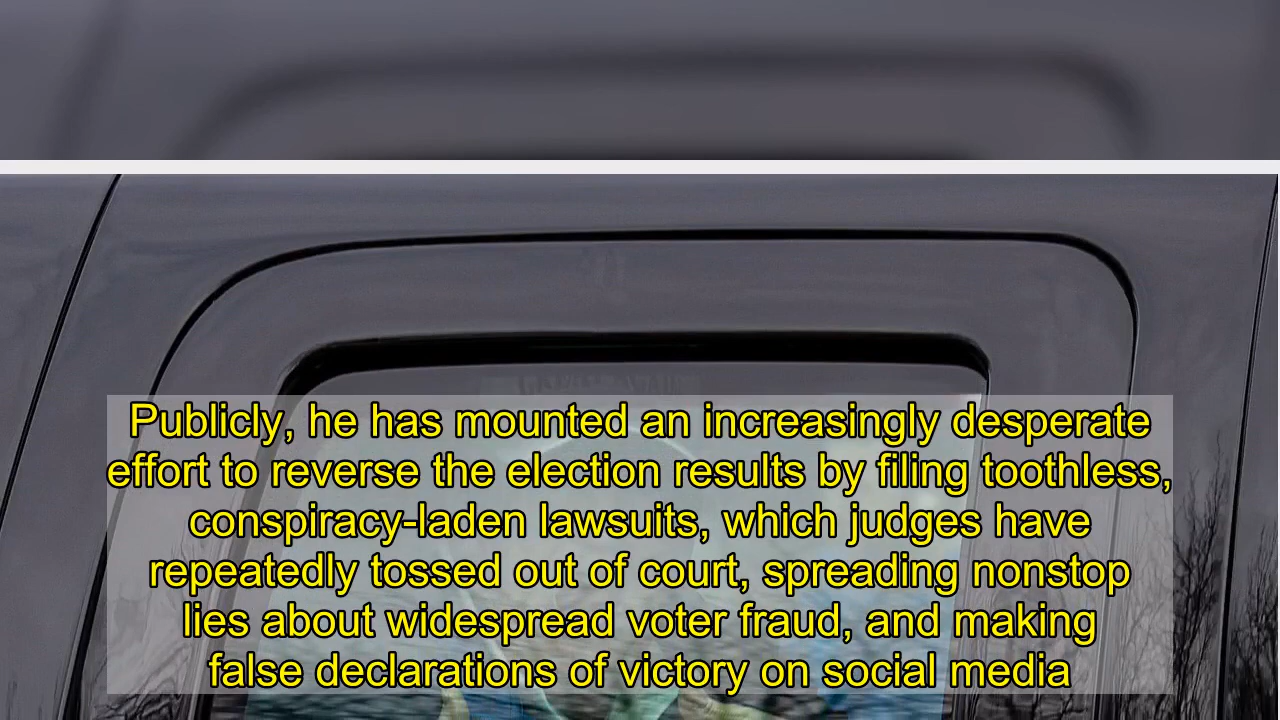 Publicly, he has mounted an increasingly desperate
effort to reverse the election results by filing toothless,
conspiracy-laden lawsuits, which judges have
repeatedly tossed out of court, spreading nonstop
lies about widespread voter fraud, and making
false declarations of victory on social media